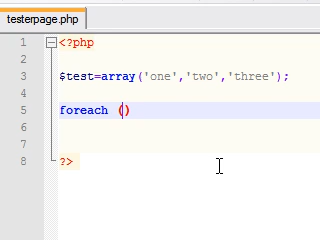 testerpage.php
1 <?php
2
3 $test=array('one','two','three');
4
5 foreach ()
6
7
8 ?>